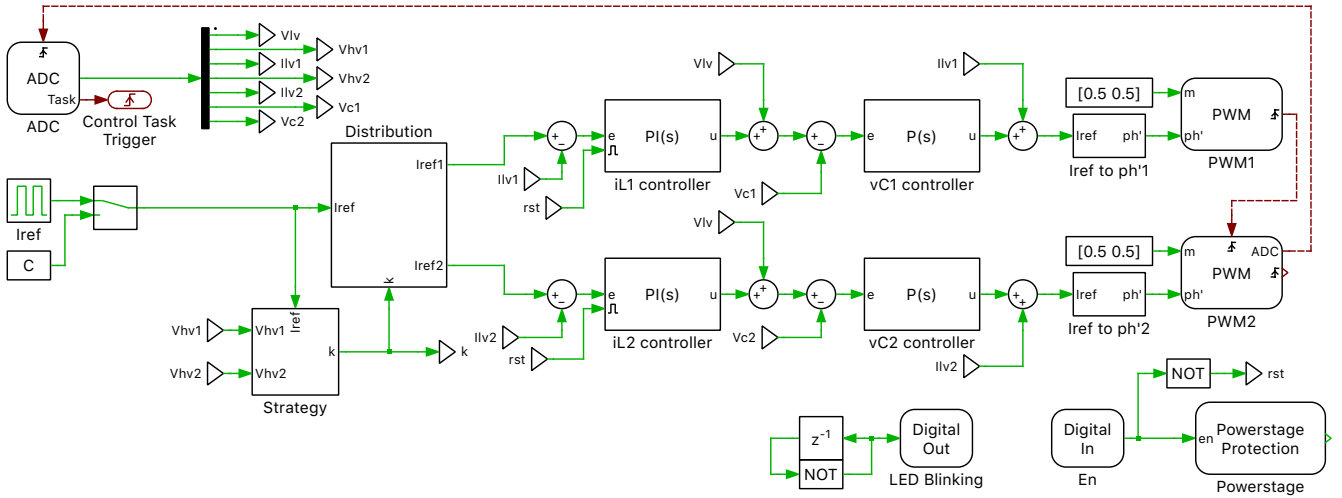 ADC
Task
ADC
Control Task
Trigger
Vlv
Vhv1
Ilv1
Vhv2
Ilv2
Vc1
Vc2
Iref
C
Distribution
Iref
Iref1
Iref2
k
Vhv1
Vhv2
Iref
Vhv1
Vhv2
k
Strategy
k
+
−
Ilv1
rst
e
PI(s)
u
iL1 controller
Vlv
+
+
+
−
Vc1
e
P(s)
u
vC1 controller
Ilv1
+
+
[0.5 0.5]
Iref
ph'
Iref to ph'1
m
PWM
ph'
PWM1
+
−
Ilv2
rst
e
PI(s)
u
iL2 controller
Vlv
+
+
+
−
Vc2
e
P(s)
u
vC2 controller
Ilv2
+
+
[0.5 0.5]
Iref
ph'
Iref to ph'2
m
ADC
PWM
ph'
PWM2
z-1
NOT
Digital
Out
LED Blinking
Digital
In
En
NOT
rst
en
Powerstage
Protection
Powerstage